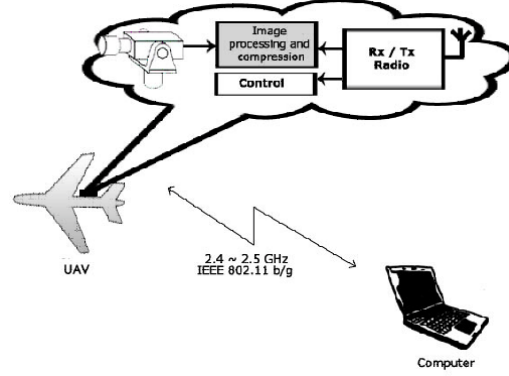 Image
processing and
compression
Control
Rx / Tx
Radio
UAV
2.4 ~ 2.5 GHz
IEEE 802.11 b/g
Computer